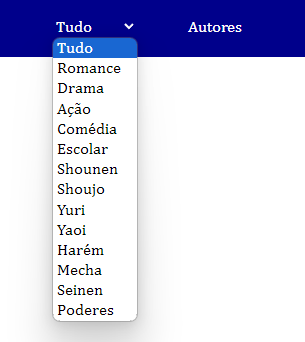 Tudo Autores
Tudo
Romance
Drama
Ação
Comédia
Escolar
Shounen
Shoujo
Yuri
Yaoi
Harém
Mecha
Seinen
Poderes